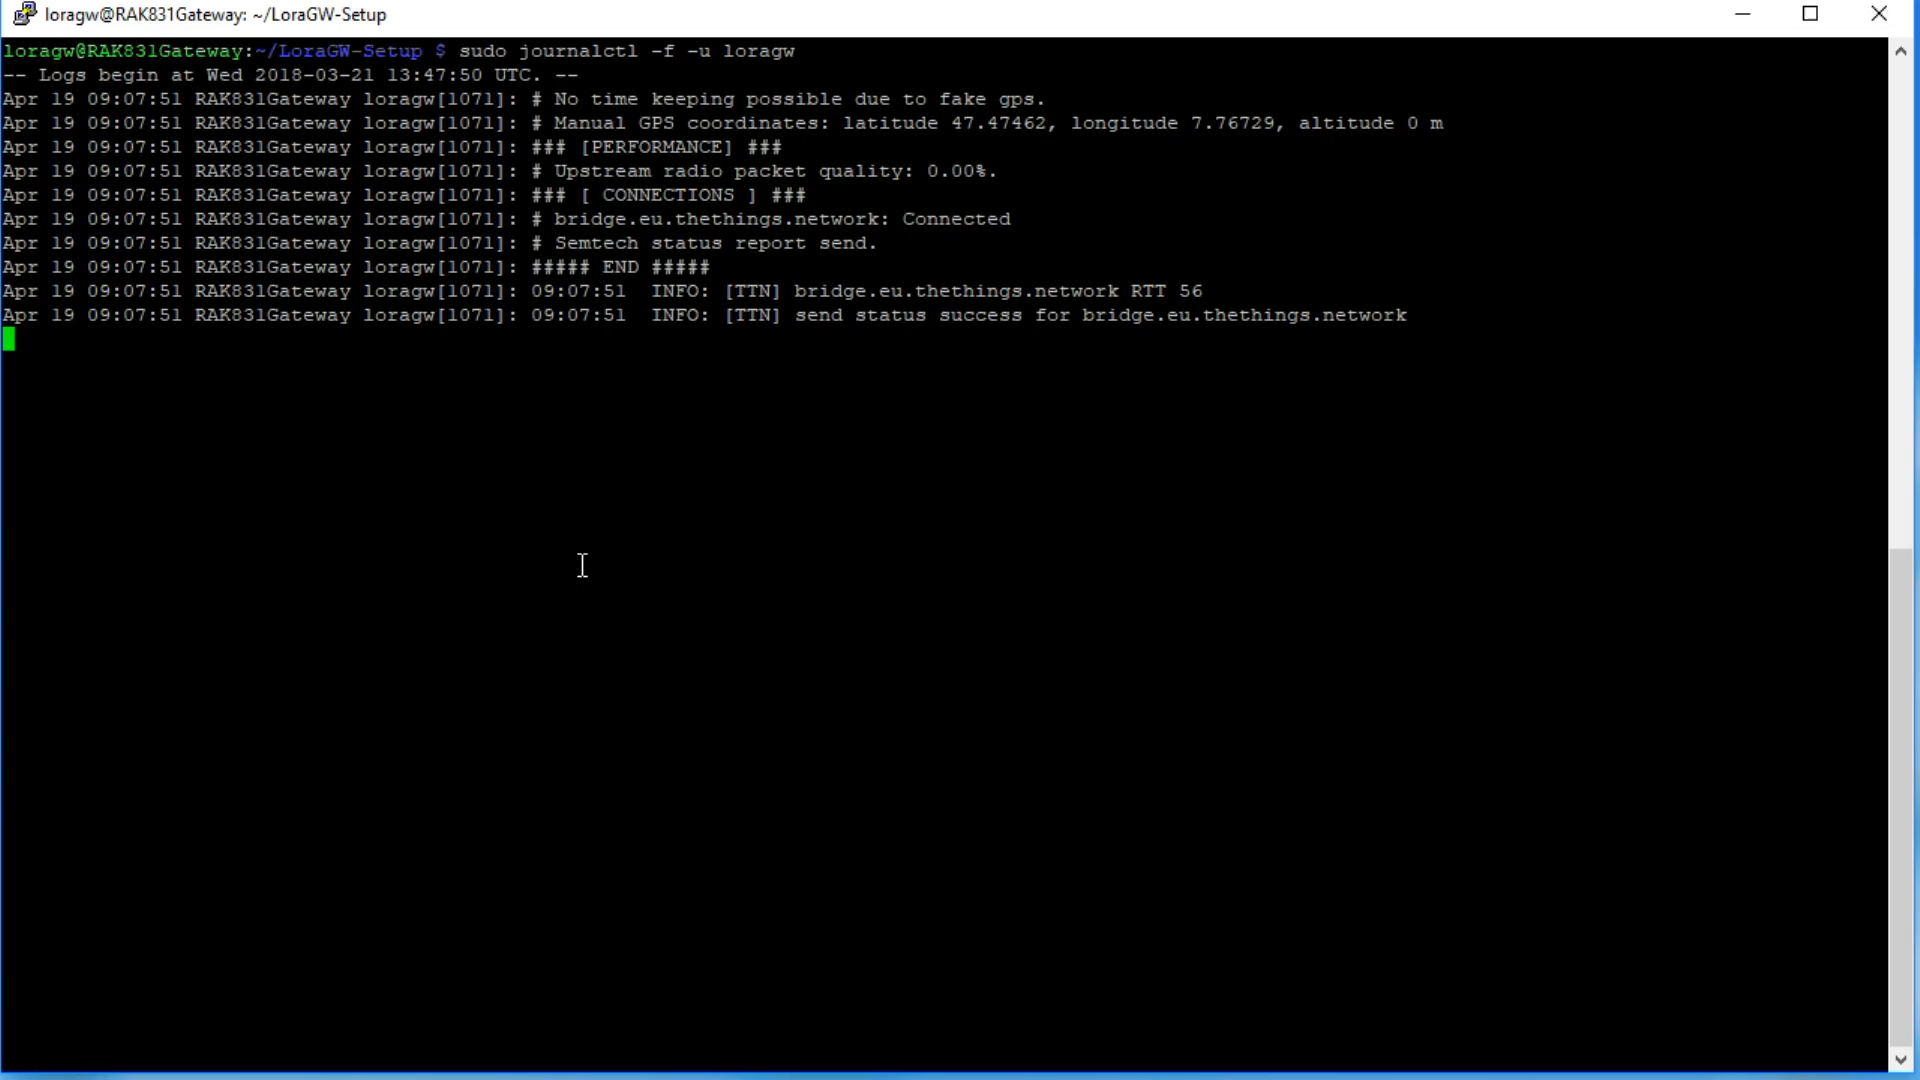 loragw@RAK831Gateway: ~/LoraGW-Setup
loragw@RAK831Gateway:~/LoraGW-Setup $ sudo journalctl -f -u loragw
-- Logs begin at Wed 2018-03-21 13:47:50 UTC. --
Apr 19 09:07:51 RAK831Gateway loragw[1071]: # No time keeping possible due to fake gps.
Apr 19 09:07:51 RAK831Gateway loragw[1071]: # Manual GPS coordinates: latitude 47.47462, longitude 7.76729, altitude 0 m
Apr 19 09:07:51 RAK831Gateway loragw[1071]: ### [PERFORMANCE] ###
Apr 19 09:07:51 RAK831Gateway loragw[1071]: # Upstream radio packet quality: 0.00%.
Apr 19 09:07:51 RAK831Gateway loragw[1071]: ### [ CONNECTIONS ] ###
Apr 19 09:07:51 RAK831Gateway loragw[1071]: # bridge.eu.thethings.network: Connected
Apr 19 09:07:51 RAK831Gateway loragw[1071]: # Semtech status report send.
Apr 19 09:07:51 RAK831Gateway loragw[1071]: ##### END #####
Apr 19 09:07:51 RAK831Gateway loragw[1071]: 09:07:51  INFO: [TTN] bridge.eu.thethings.network RTT 56
Apr 19 09:07:51 RAK831Gateway loragw[1071]: 09:07:51  INFO: [TTN] send status success for bridge.eu.thethings.network